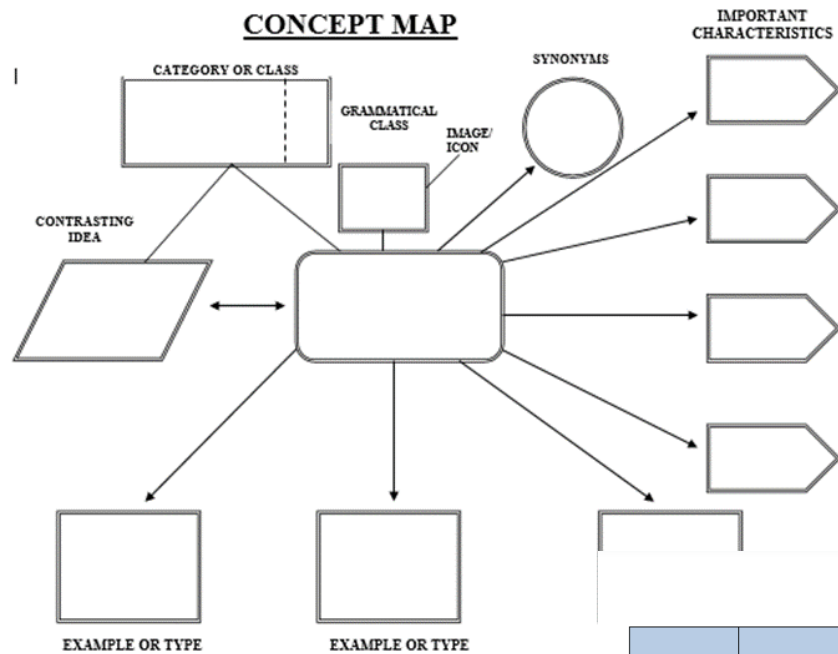 CONCEPT MAP
IMPORTANT
CHARACTERISTICS
CATEGORY OR CLASS
SYNONYMS
GRAMMATICAL
CLASS
IMAGE/
ICON
CONTRASTING
IDEA
EXAMPLE OR TYPE
EXAMPLE OR TYPE